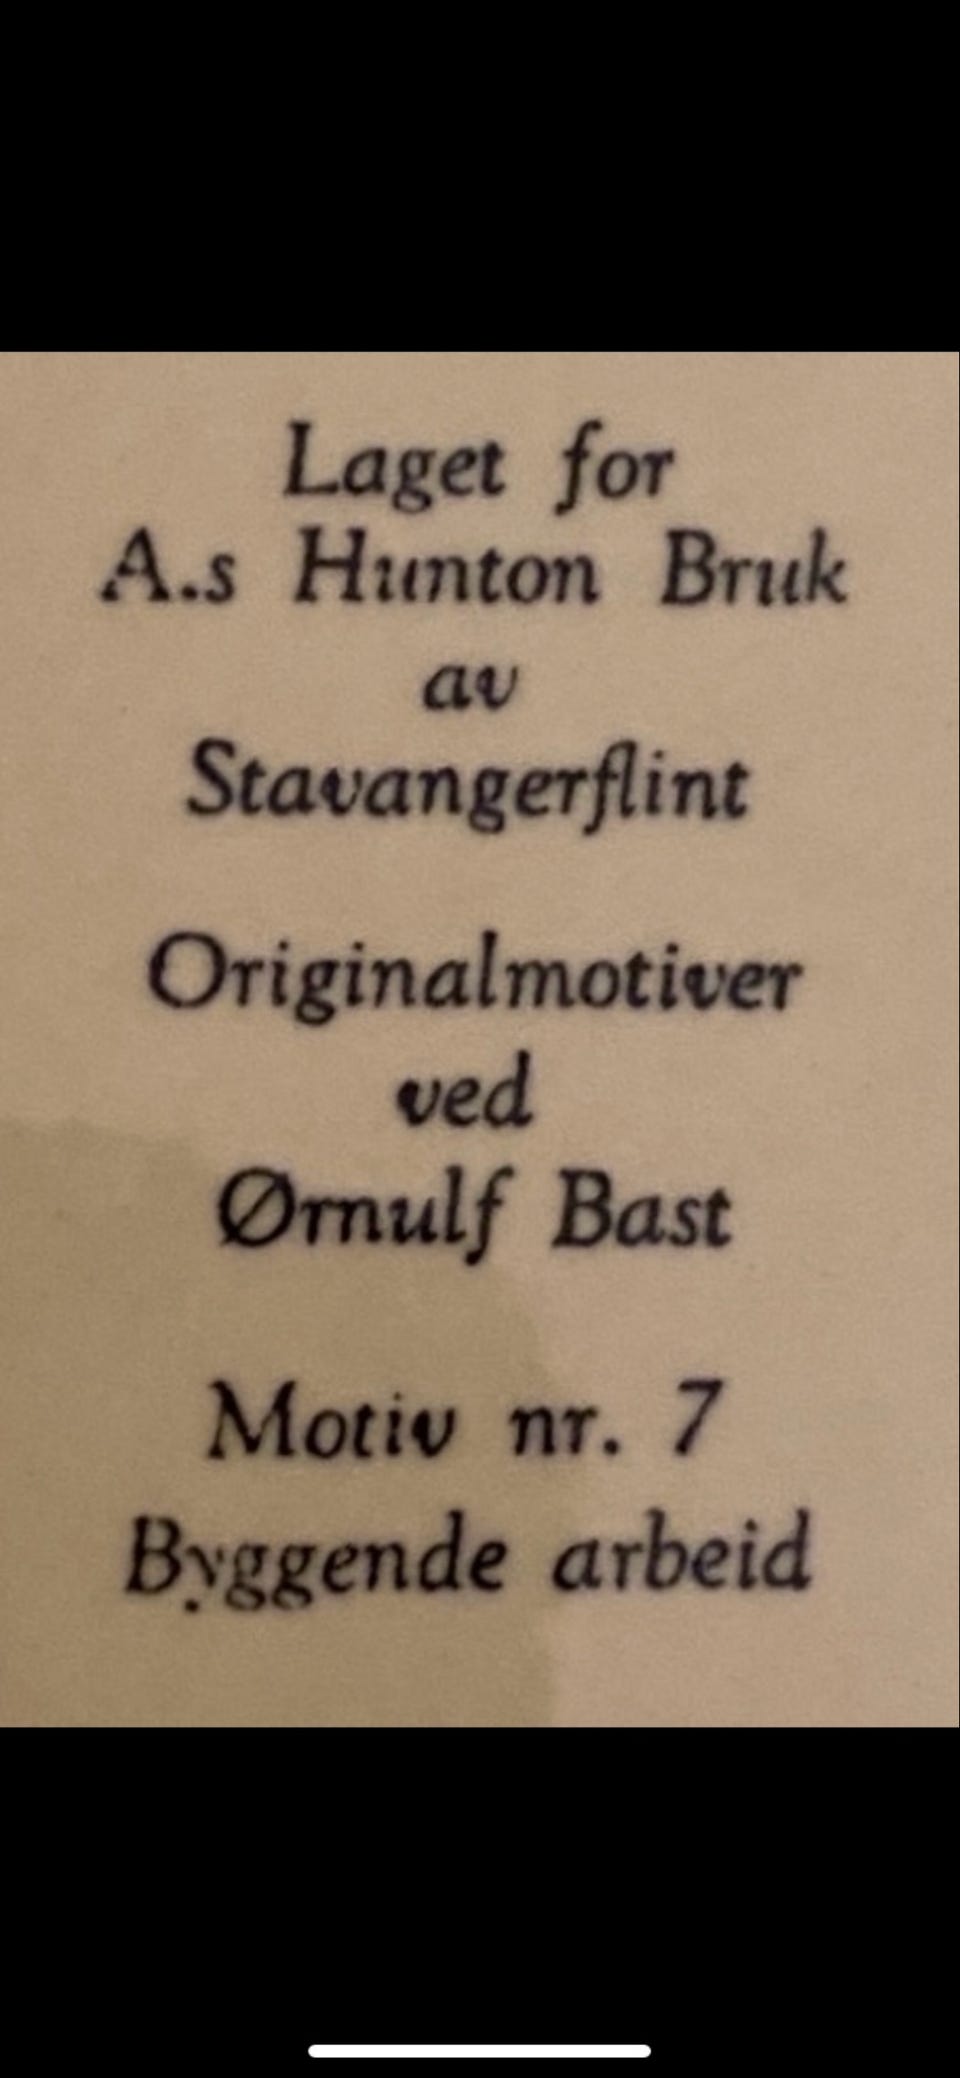 Laget for
A.s Hunton Bruk
av
Stavangerflint
Originalmotiver
ved
Ørnulf Bast
Motiv nr. 7
Byggende arbeid